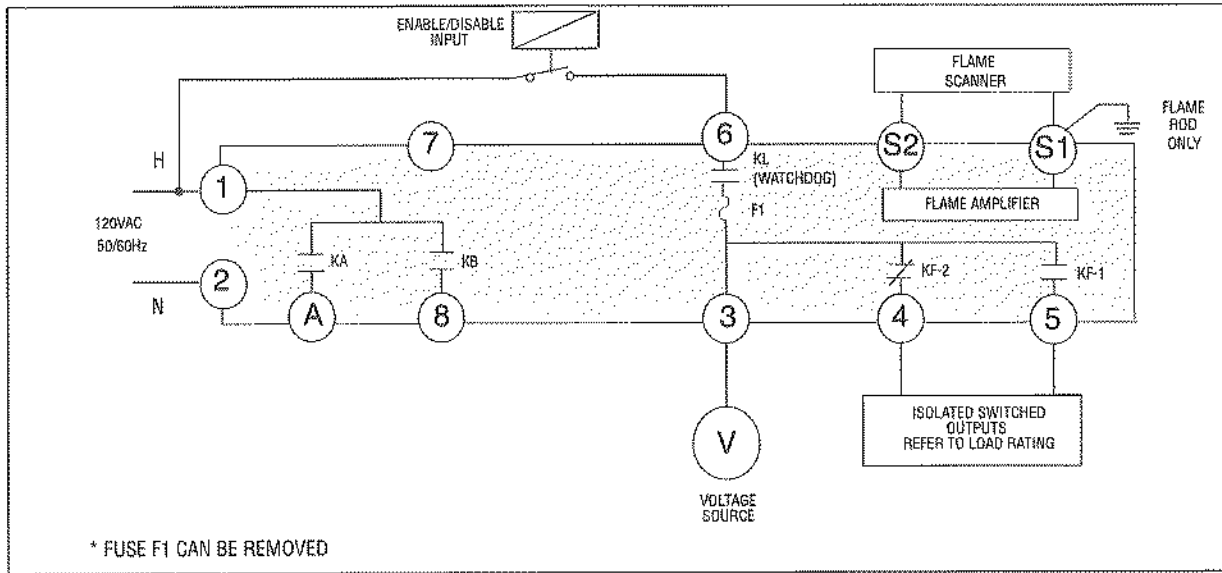 ENABLE/DISABLE
INPUT
FLAME
SCANNER
FLAME
ROD
ONLY
H
7
6
S2
S1
1
KL
(WATCHDOG)
FLAME AMPLIFIER
F1
120VAC
50/60Hz
KA
KB
KF-2
KF-1
2
N
A
8
3
4
5
V
ISOLATED SWITCHED
OUTPUTS
REFER TO LOAD RATING
VOLTAGE
SOURCE
* FUSE F1 CAN BE REMOVED